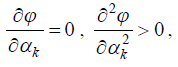 ∂φ/∂α_k = 0 , ∂²φ/∂α_k² > 0 ,